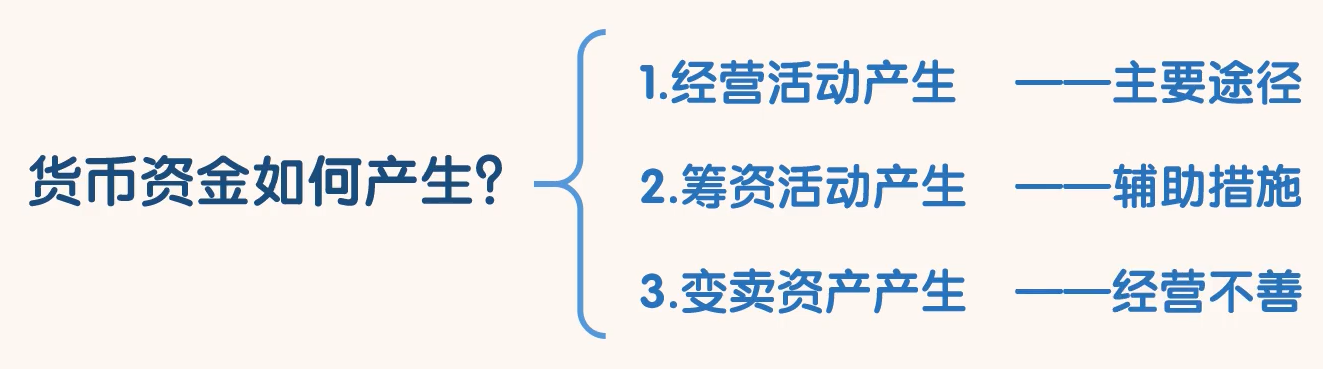 货币资金如何产生？
1.经营活动产生 ——主要途径
2.筹资活动产生 ——辅助措施
3.变卖资产产生 ——经营不善